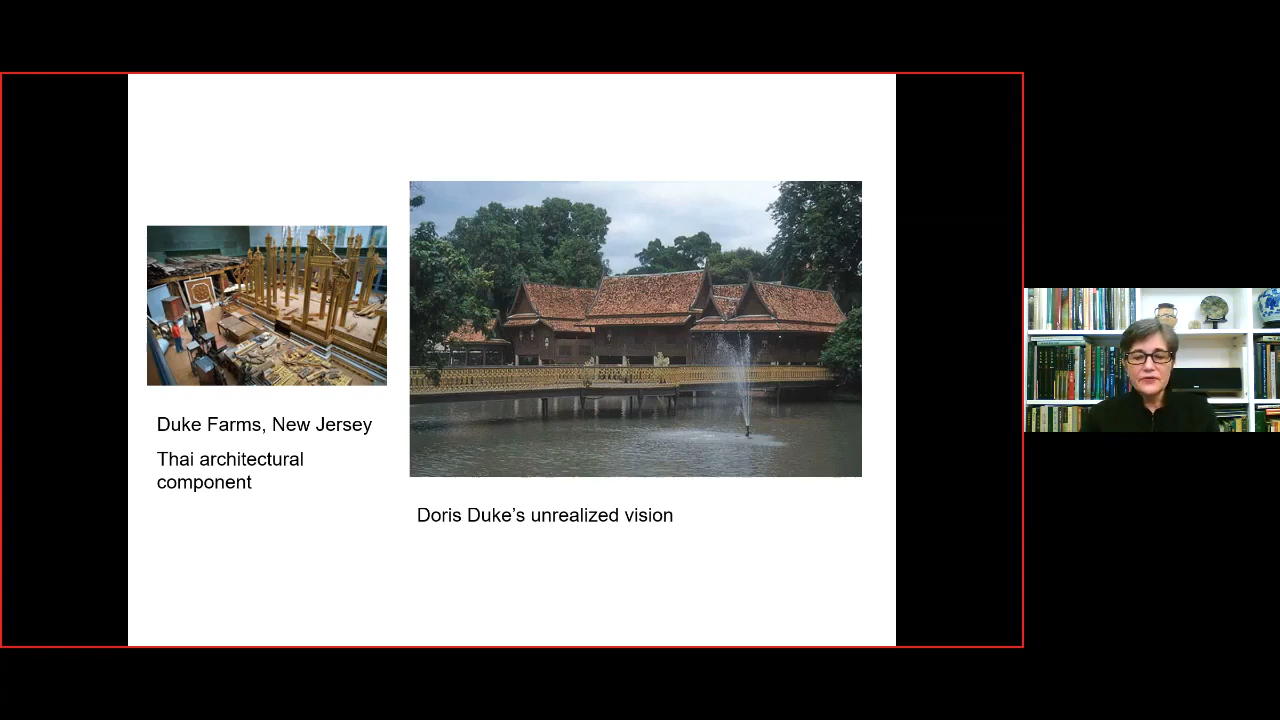 Duke Farms, New Jersey
Thai architectural
component
Doris Duke’s unrealized vision